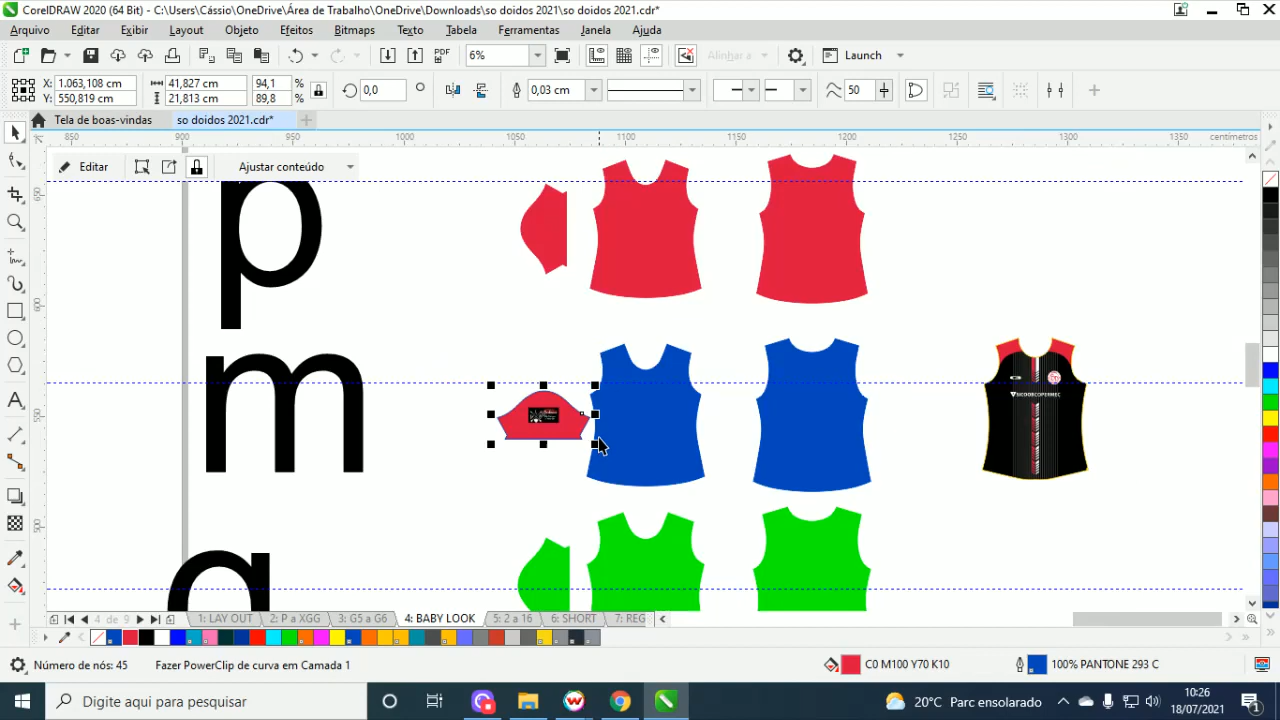 CorelDRAW 2020 (64 Bit) - C:\Users\Cássio\OneDrive\Área de Trabalho\OneDrive\Downloads\so doidos 2021\so doidos 2021.cdr*
Arquivo Editar Exibir Layout Objeto Efeitos Bitmaps Texto Tabela Ferramentas Janela Ajuda
PDF 6% Alinhar a Launch
X: 1.063,108 cm 41,827 cm 94,1 % 0,0 0,03 cm 50
Y: 550,819 cm 21,813 cm 89,8 %
Tela de boas-vindas so doidos 2021.cdr*
850 900 950 1000 1050 1100 1150 1200 1250 1300 1350 centímetros
Editar Ajustar conteúdo
p
m
SICOOBCOPERMEC
g
4 de 9 1: LAY OUT 2: P a XGG 3: G5 a G6 4: BABY LOOK 5: 2 a 16 6: SHORT 7: REG
Número de nós: 45 Fazer PowerClip de curva em Camada 1 C0 M100 Y70 K10 100% PANTONE 293 C
Digite aqui para pesquisar 20°C Parc ensolarado 10:26
18/07/2021